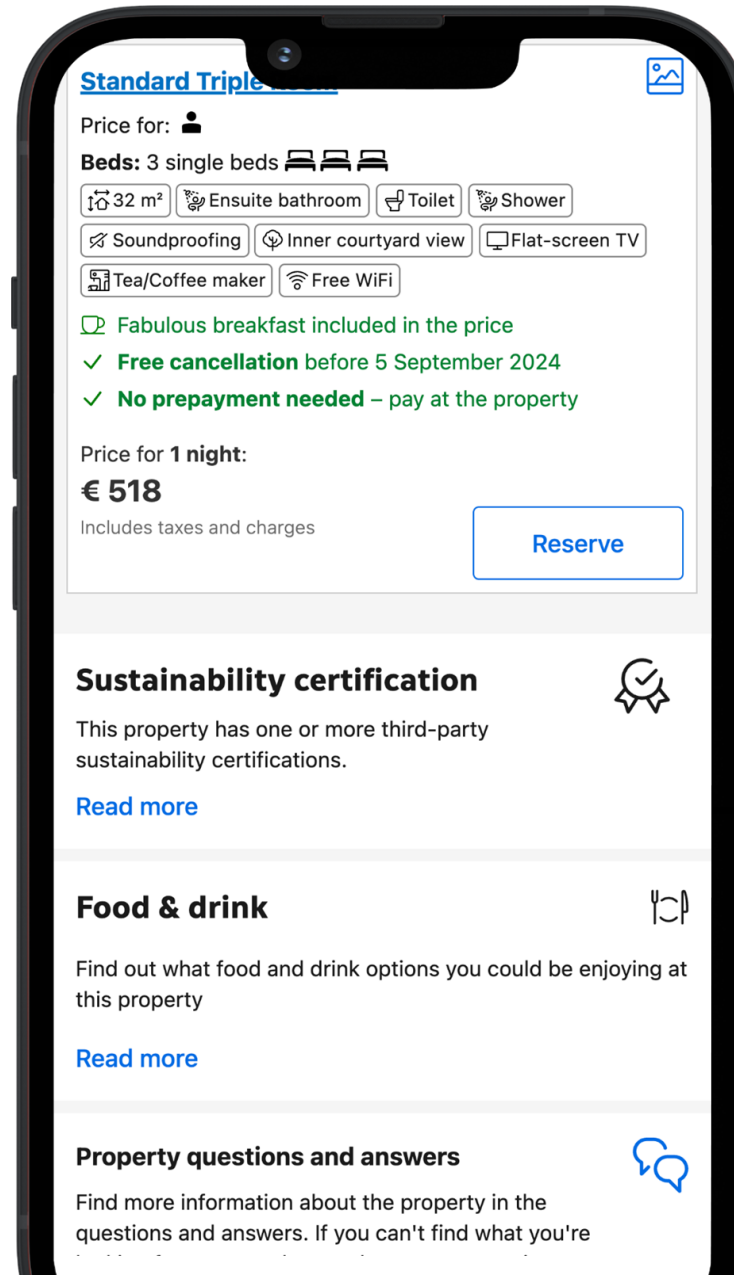 Standard Triple
Price for:
Beds: 3 single beds
32 m² Ensuite bathroom Toilet Shower
Soundproofing Inner courtyard view Flat-screen TV
Tea/Coffee maker Free WiFi
Fabulous breakfast included in the price
Free cancellation before 5 September 2024
No prepayment needed – pay at the property
Price for 1 night:
€ 518
Includes taxes and charges
Reserve
Sustainability certification
This property has one or more third-party
sustainability certifications.
Read more
Food & drink
Find out what food and drink options you could be enjoying at
this property
Read more
Property questions and answers
Find more information about the property in the
questions and answers. If you can't find what you're